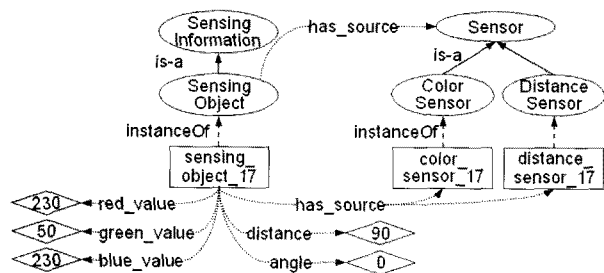 Sensing
Information
has_source
Sensor
is-a
is-a
Sensing
Object
Color
Sensor
Distance
Sensor
instanceOf
instanceOf
sensing_
object_17
color_
sensor_17
distance_
sensor_17
230
red_value
has_source
50
green_value
distance
90
230
blue_value
angle
0